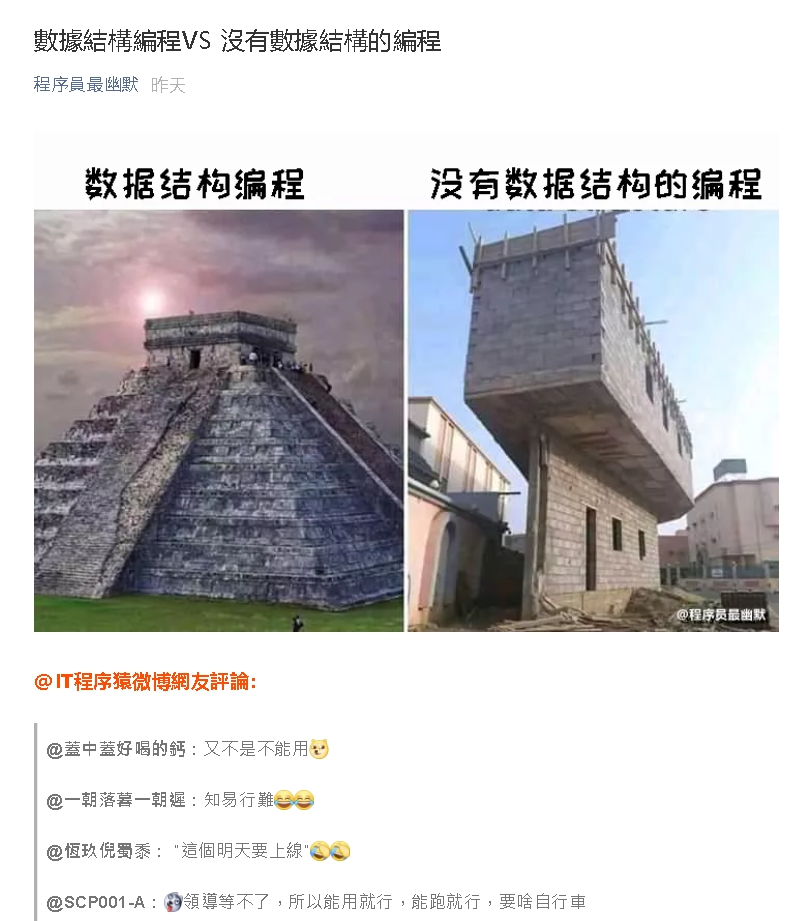 數據結構編程VS 沒有數據結構的編程
程序員最幽默 昨天
数据结构编程
没有数据结构的编程
@程序员最幽默
@IT程序猿微博網友評論:
@蓋中蓋好喝的鈣:又不是不能用
@一朝落暮一朝遲:知易行難
@恆玖倪蜀黍: "這個明天要上線"
@SCP001-A:領導等不了,所以能用就行,能跑就行,要啥自行車